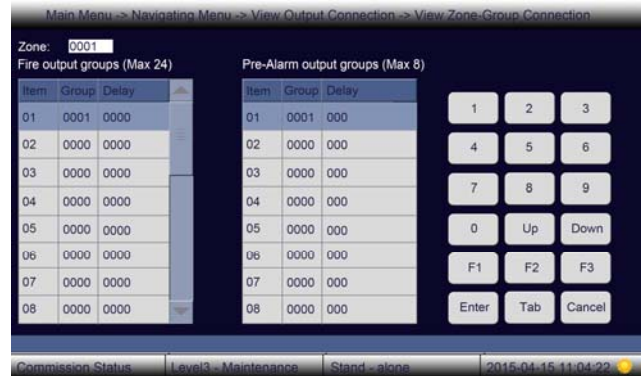 Main Menu -> Navigating Menu -> View Output Connection -> View Zone-Group Connection
Zone: 0001
Fire output groups (Max 24)
Item Group Delay
01 0001 0000
02 0000 0000
03 0000 0000
04 0000 0000
05 0000 0000
06 0000 0000
07 0000 0000
08 0000 0000
Pre-Alarm output groups (Max 8)
Item Group Delay
01 0001 000
02 0000 000
03 0000 000
04 0000 000
05 0000 000
06 0000 000
07 0000 000
08 0000 000
1 2 3
4 5 6
7 8 9
0 Up Down
F1 F2 F3
Enter Tab Cancel
Commission Status Level3 - Maintenance Stand - alone 2015-04-15 11:04:22